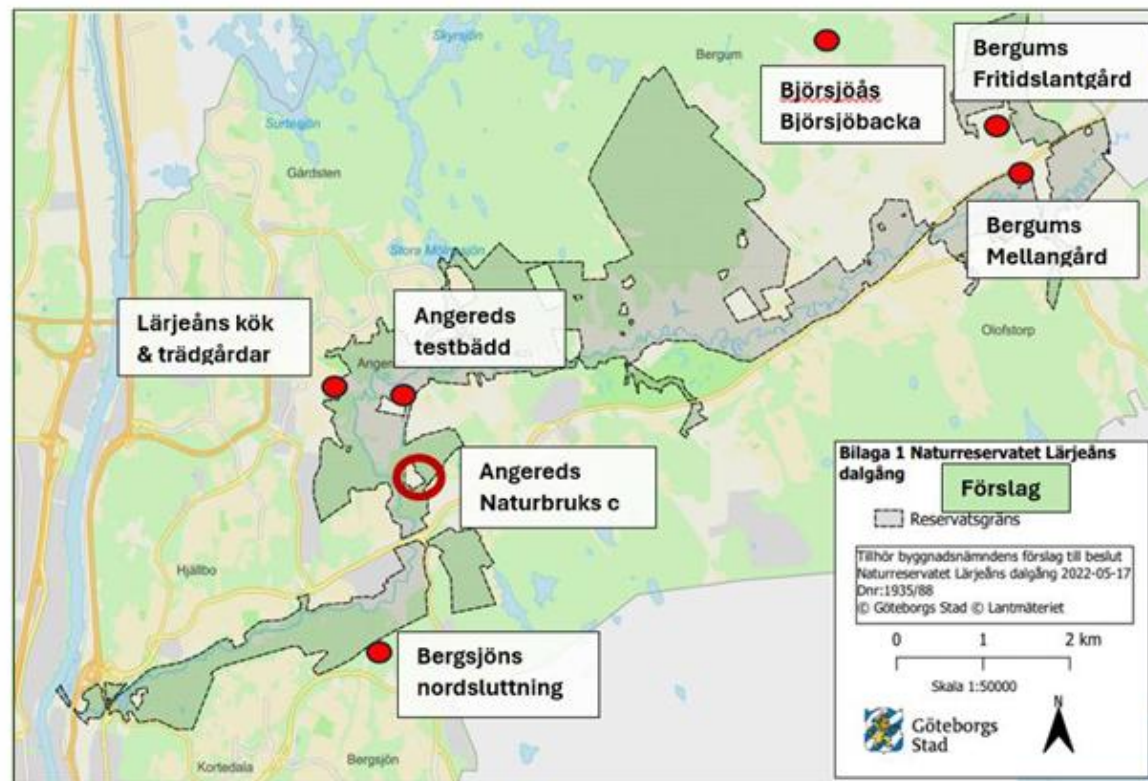 Skyrsjön
Bergum
Bergums
Fritidslantgård
Björsjöås
Björsjöbacka
Surtesjön
Gårdsten
Bergums
Mellangård
Stora Mölnesjön
Lärjeåns kök
& trädgårdar
Angereds
testbädd
Olofstorp
Angereds
Naturbruks c
Bilaga 1 Naturreservatet Lärjeåns
dalgång
Förslag
Reservatsgräns
Tillhör byggnadsnämndens förslag till beslut
Naturreservatet Lärjeåns dalgång 2022-05-17
Dnr:1935/88
© Göteborgs Stad © Lantmäteriet
0 1 2 km
Skala 1:50000
N
Göteborgs
Stad
Hjällbo
Bergsjöns
nordsluttning
Kortedala
Bergsjön